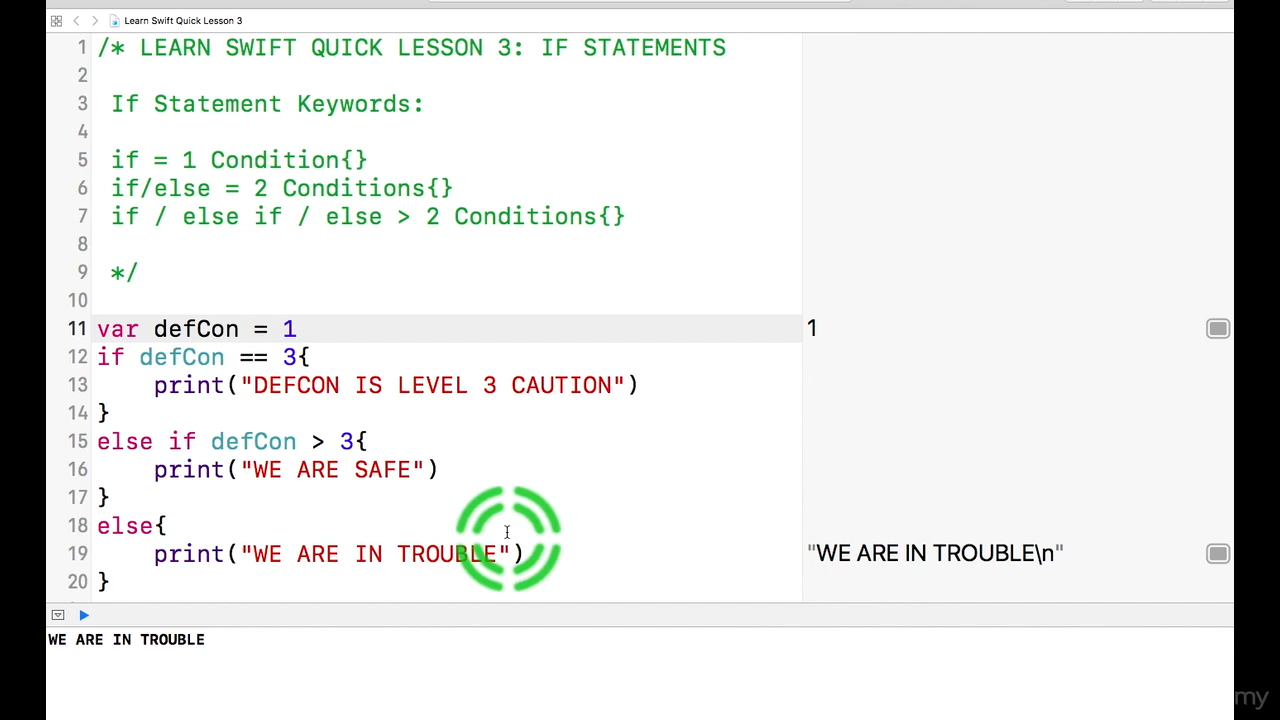 Learn Swift Quick Lesson 3
1 /* LEARN SWIFT QUICK LESSON 3: IF STATEMENTS
2
3 If Statement Keywords:
4
5 if = 1 Condition{}
6 if/else = 2 Conditions{}
7 if / else if / else > 2 Conditions{}
8
9 */
10
11 var defCon = 1 1
12 if defCon == 3{
13 print("DEFCON IS LEVEL 3 CAUTION")
14 }
15 else if defCon > 3{
16 print("WE ARE SAFE")
17 }
18 else{
19 print("WE ARE IN TROUBLE") "WE ARE IN TROUBLE\n"
20 }
WE ARE IN TROUBLE
my